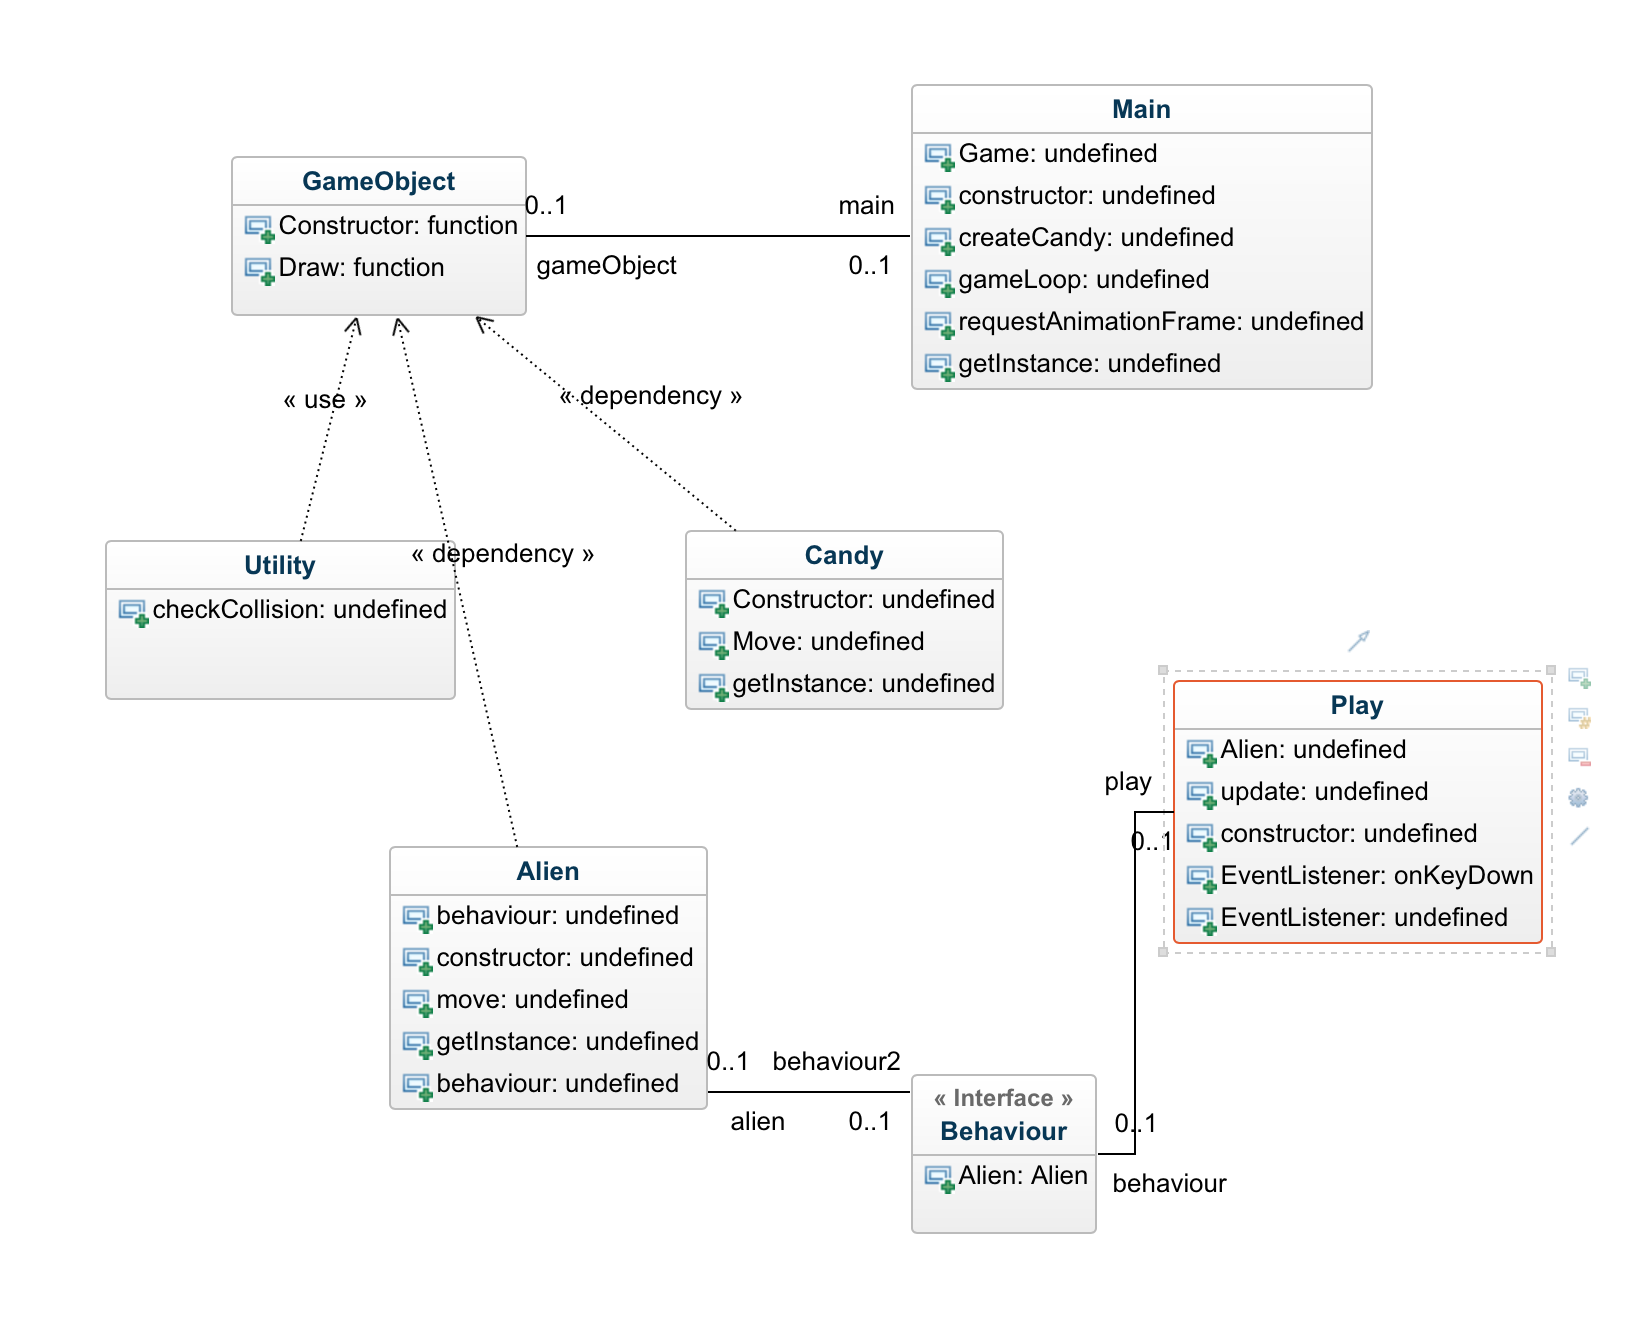 Main
Game: undefined
constructor: undefined
createCandy: undefined
gameLoop: undefined
requestAnimationFrame: undefined
getInstance: undefined
GameObject
Constructor: function
Draw: function
0..1
main
gameObject
0..1
« use »
« dependency »
« dependency »
Utility
checkCollision: undefined
Candy
Constructor: undefined
Move: undefined
getInstance: undefined
Play
Alien: undefined
update: undefined
constructor: undefined
EventListener: onKeyDown
EventListener: undefined
play
0..1
Alien
behaviour: undefined
constructor: undefined
move: undefined
getInstance: undefined
behaviour: undefined
0..1
behaviour2
alien
0..1
« Interface »
Behaviour
Alien: Alien
0..1
behaviour